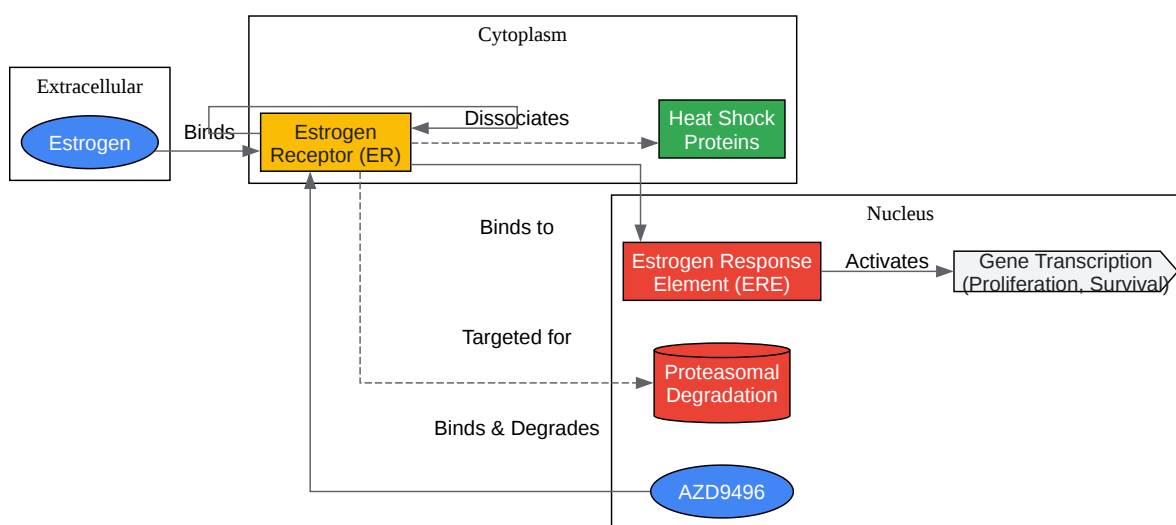 Cytoplasm
Extracellular
Estrogen
Binds
Estrogen
Receptor (ER)
Dissociates
Heat Shock
Proteins
Nucleus
Binds to
Estrogen Response
Element (ERE)
Activates
Gene Transcription
(Proliferation, Survival)
Targeted for
Proteasomal
Degradation
Binds & Degrades
AZD9496